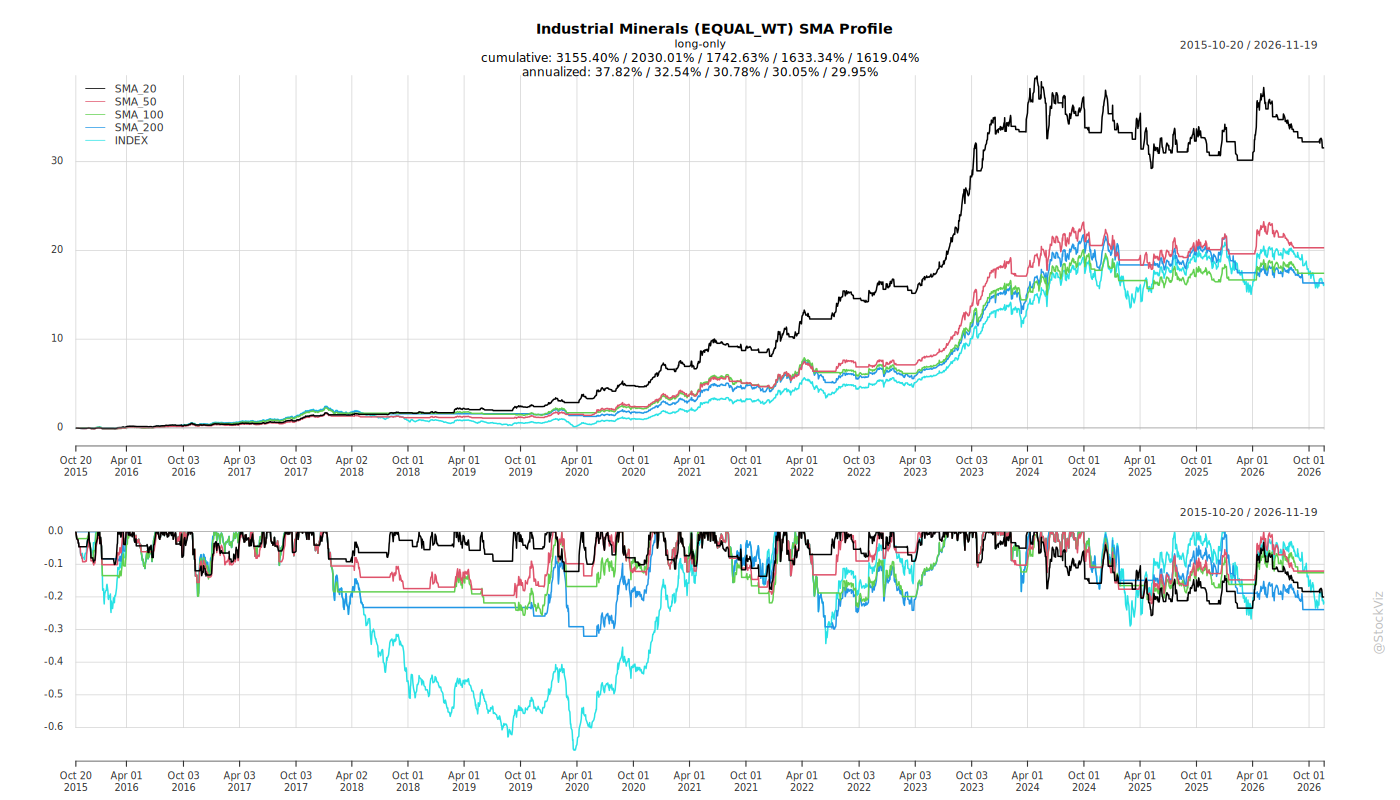 Industrial Minerals (EQUAL_WT) SMA Profile
long-only
2015-10-20 / 2026-11-19
cumulative: 3155.40% / 2030.01% / 1742.63% / 1633.34% / 1619.04%
annualized: 37.82% / 32.54% / 30.78% / 30.05% / 29.95%
SMA_20
SMA_50
SMA_100
SMA_200
INDEX
30
20
10
0
Oct 20 Apr 01 Oct 03 Apr 03 Oct 03 Apr 02 Oct 01 Apr 01 Oct 01 Apr 01 Oct 01 Apr 01 Oct 01 Apr 01 Oct 03 Apr 03 Oct 03 Apr 01 Oct 01 Apr 01 Oct 01 Apr 01 Oct 01
2015 2016 2016 2017 2017 2018 2018 2019 2019 2020 2020 2021 2021 2022 2022 2023 2023 2024 2024 2025 2025 2026 2026
2015-10-20 / 2026-11-19
0.0
-0.1
-0.2
-0.3
-0.4
-0.5
-0.6
Oct 20 Apr 01 Oct 03 Apr 03 Oct 03 Apr 02 Oct 01 Apr 01 Oct 01 Apr 01 Oct 01 Apr 01 Oct 01 Apr 01 Oct 03 Apr 03 Oct 03 Apr 01 Oct 01 Apr 01 Oct 01 Apr 01 Oct 01
2015 2016 2016 2017 2017 2018 2018 2019 2019 2020 2020 2021 2021 2022 2022 2023 2023 2024 2024 2025 2025 2026 2026
@StockViz